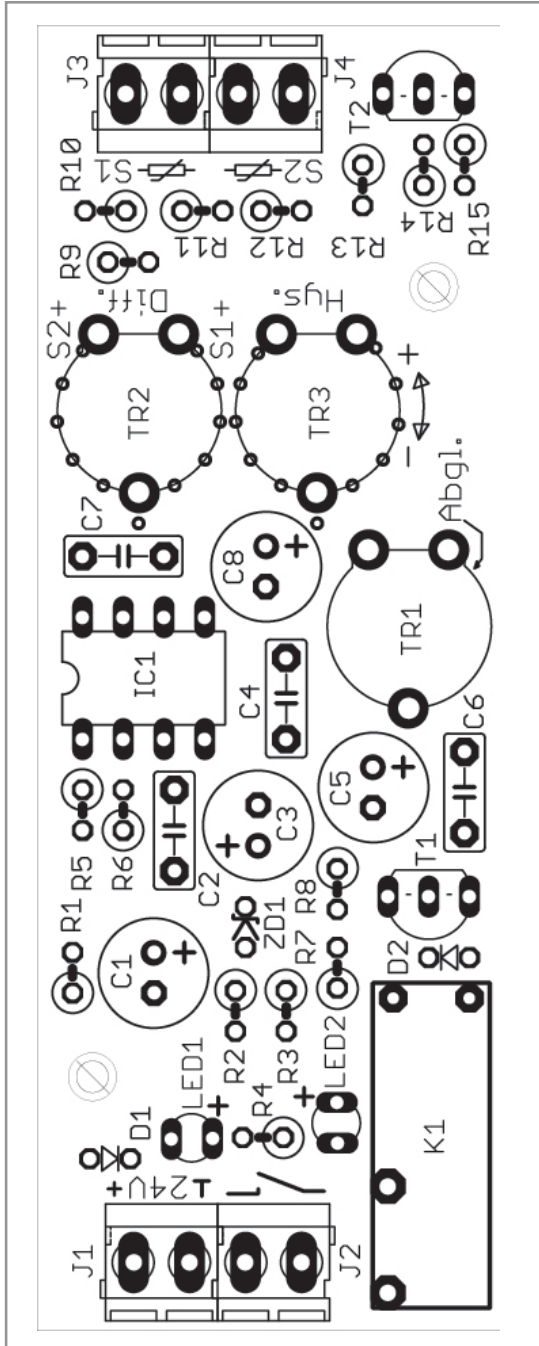 J3
J4
T2
R10
S1
S2
R11
R12
R13
R14
R15
R9
Diff.
Hys.
S2+
S1+
TR2
TR3
+
-
Abgl.
C7
C8
+
TR1
IC1
C4
C6
C5
+
R5
R6
C2
C3
+
T1
R8
R1
ZD1
R7
D2
C1
+
R2
R3
LED2
LED1
+
R4
+
D1
K1
+24V
J1
J2